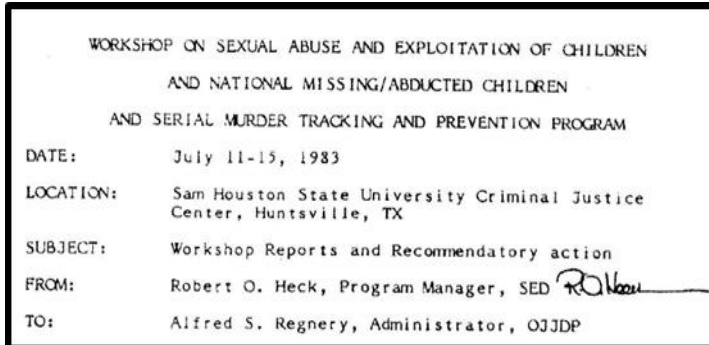 WORKSHOP ON SEXUAL ABUSE AND EXPLOITATION OF CHILDREN
AND NATIONAL MISSING/ABDUCTED CHILDREN
AND SERIAL MURDER TRACKING AND PREVENTION PROGRAM
DATE: July 11-15, 1983
LOCATION: Sam Houston State University Criminal Justice
Center, Huntsville, TX
SUBJECT: Workshop Reports and Recommendatory action
FROM: Robert O. Heck, Program Manager, SED
TO: Alfred S. Regnery, Administrator, OJJDP